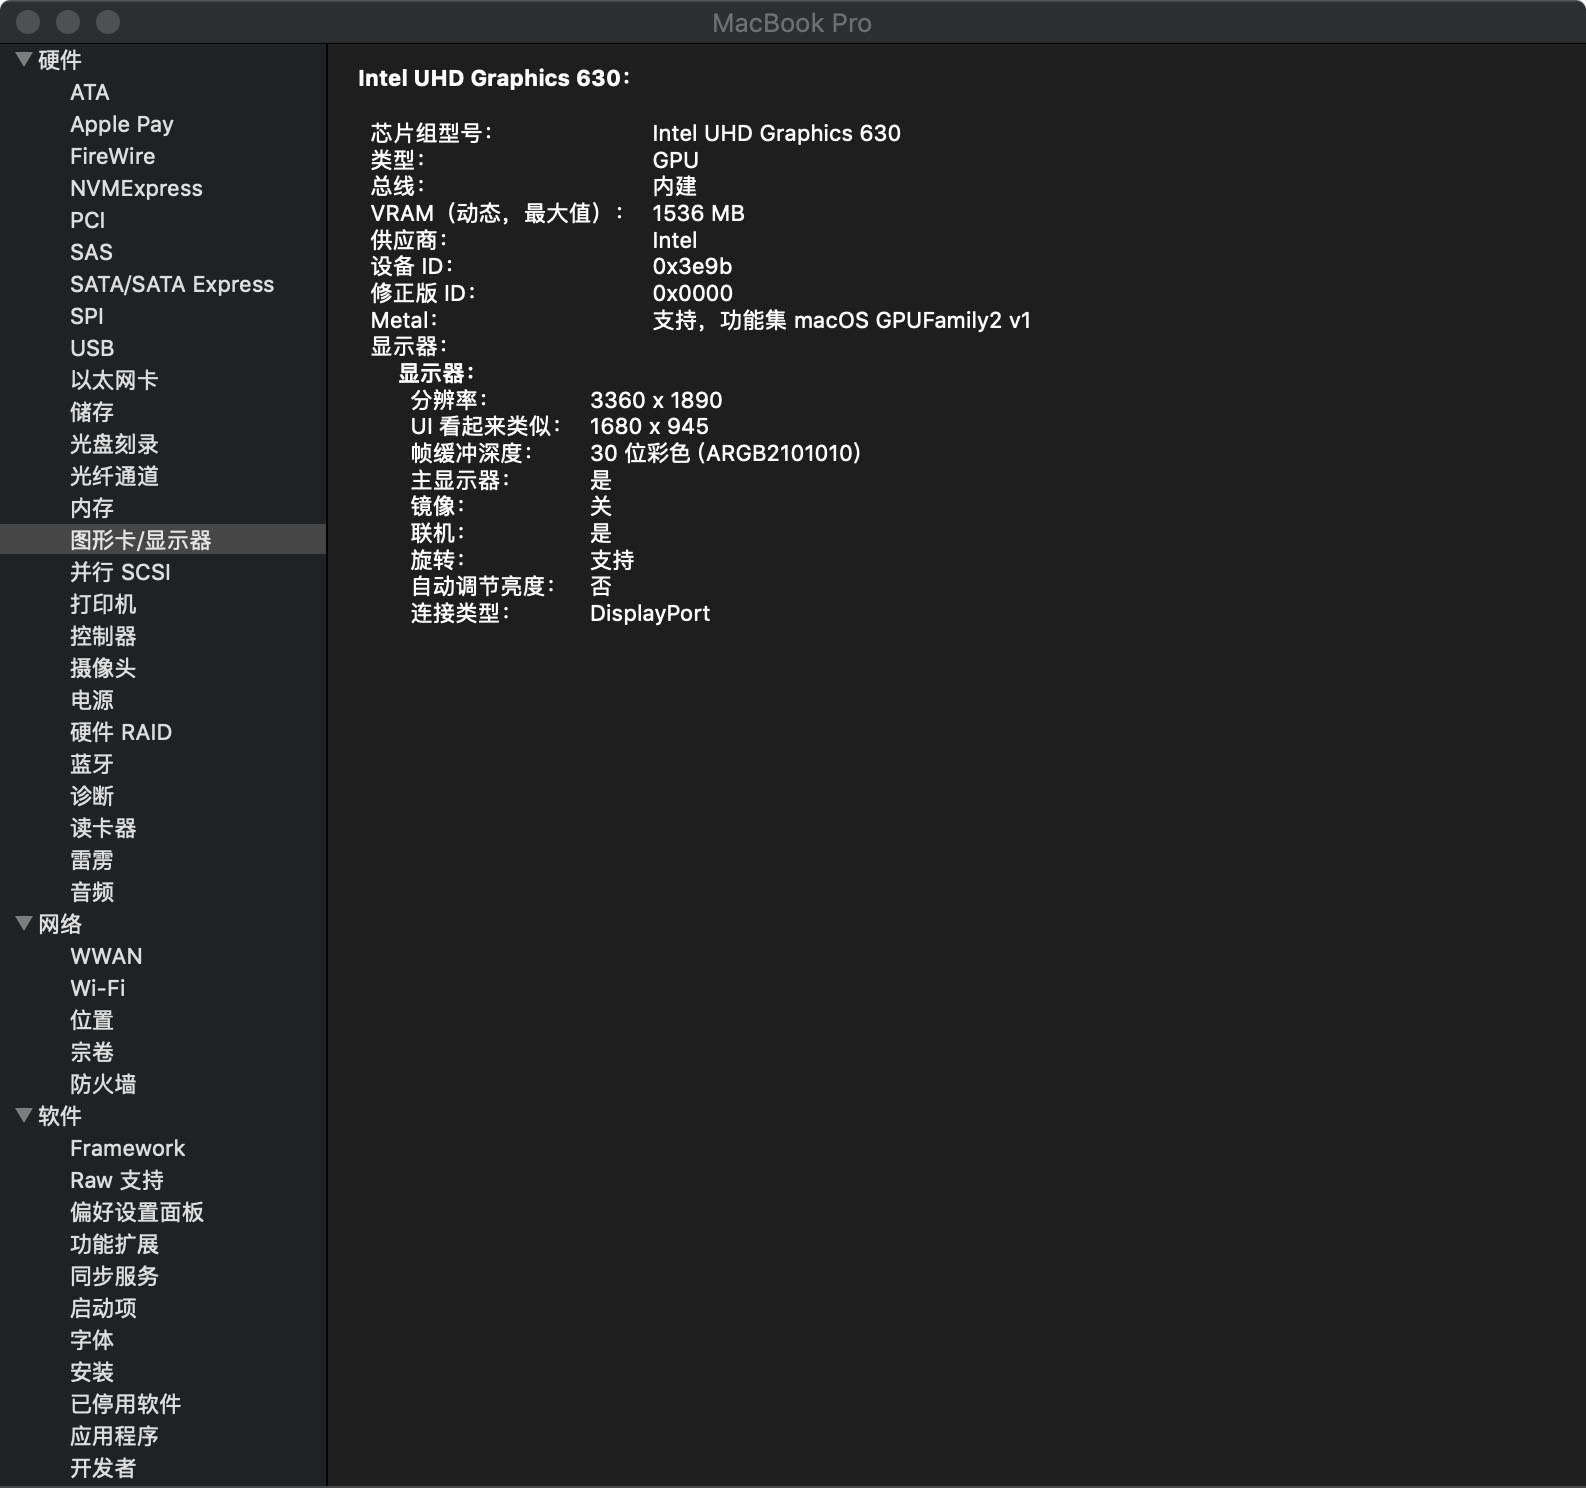 MacBook Pro
硬件
ATA
Apple Pay
FireWire
NVMExpress
PCI
SAS
SATA/SATA Express
SPI
USB
以太网卡
储存
光盘刻录
光纤通道
内存
图形卡/显示器
并行 SCSI
打印机
控制器
摄像头
电源
硬件 RAID
蓝牙
诊断
读卡器
雷雳
音频
网络
WWAN
Wi-Fi
位置
宗卷
防火墙
软件
Framework
Raw 支持
偏好设置面板
功能扩展
同步服务
启动项
字体
安装
已停用软件
应用程序
开发者
Intel UHD Graphics 630：
芯片组型号： Intel UHD Graphics 630
类型： GPU
总线： 内建
VRAM（动态，最大值）： 1536 MB
供应商： Intel
设备 ID： 0x3e9b
修正版 ID： 0x0000
Metal： 支持，功能集 macOS GPUFamily2 v1
显示器：
显示器：
分辨率： 3360 x 1890
UI 看起来类似： 1680 x 945
帧缓冲深度： 30 位彩色 (ARGB2101010)
主显示器： 是
镜像： 关
联机： 是
旋转： 支持
自动调节亮度： 否
连接类型： DisplayPort